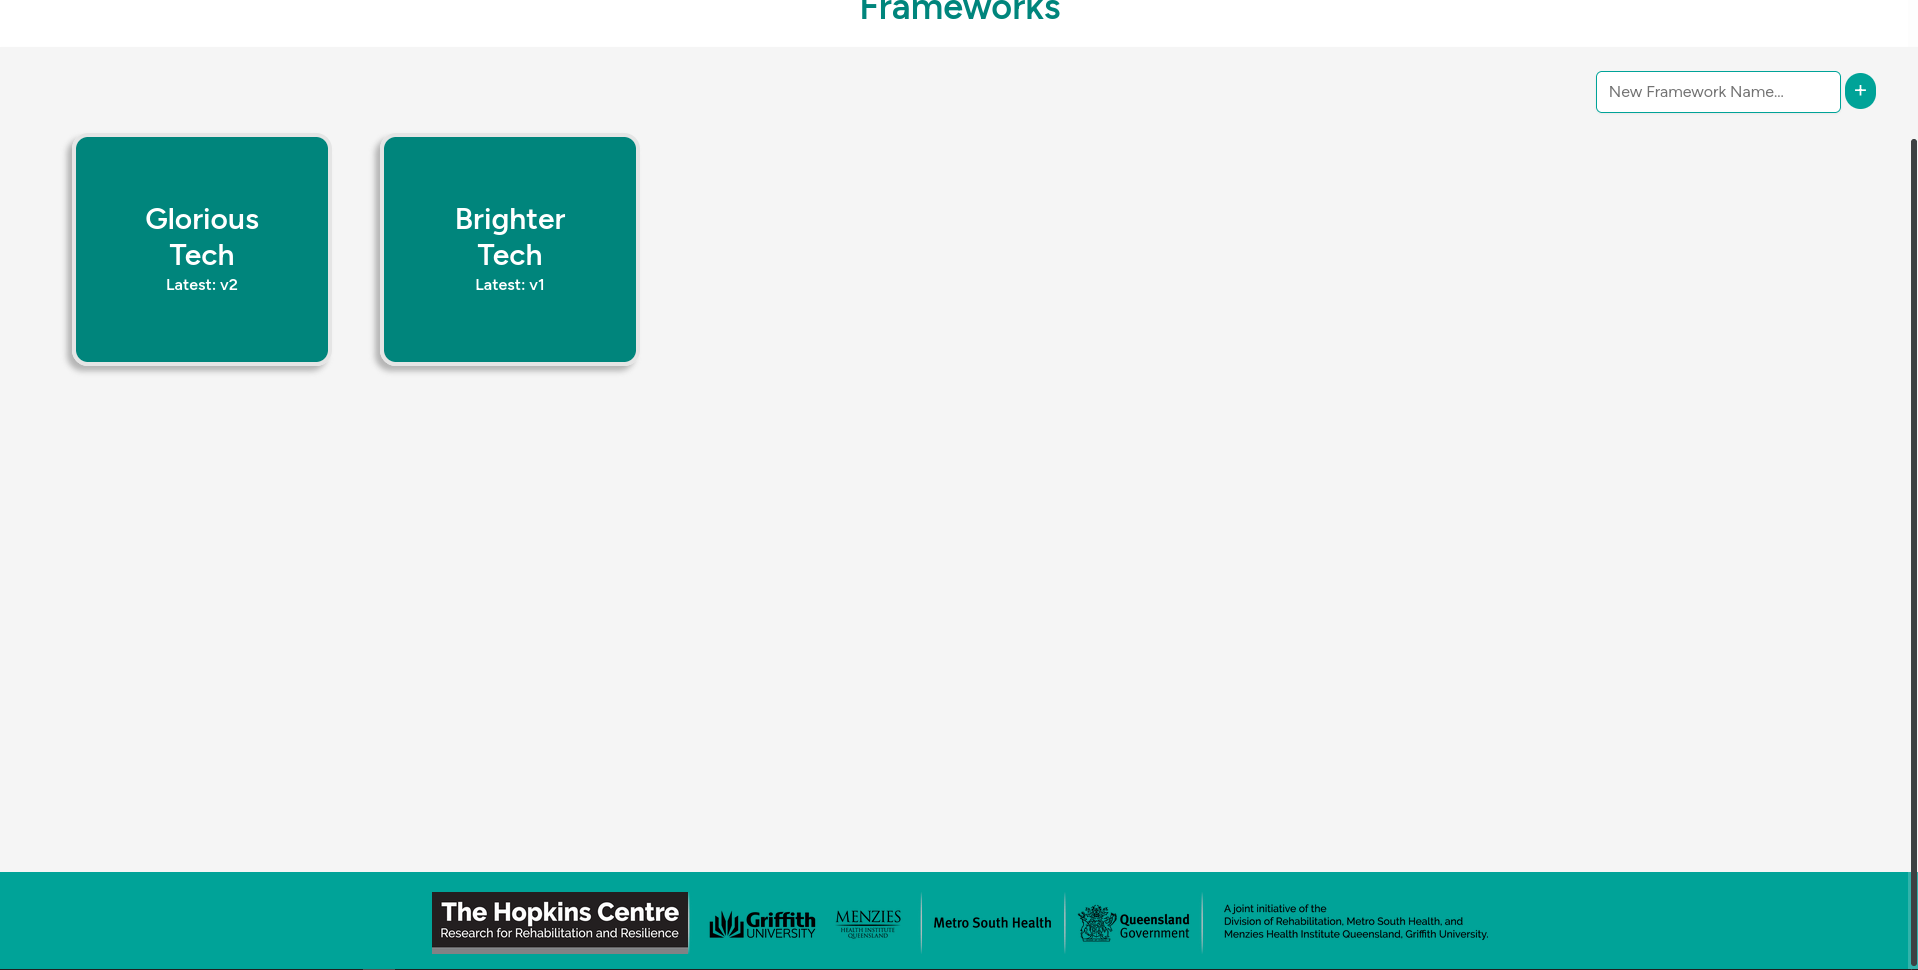 Frameworks
New Framework Name...
+
Glorious
Tech
Latest: v2
Brighter
Tech
Latest: v1
The Hopkins Centre
Research for Rehabilitation and Resilience
Griffith
UNIVERSITY
MENZIES
HEALTH INSTITUTE
QUEENSLAND
Metro South Health
Queensland
Government
A joint initiative of the
Division of Rehabilitation, Metro South Health, and
Menzies Health Institute Queensland, Griffith University.